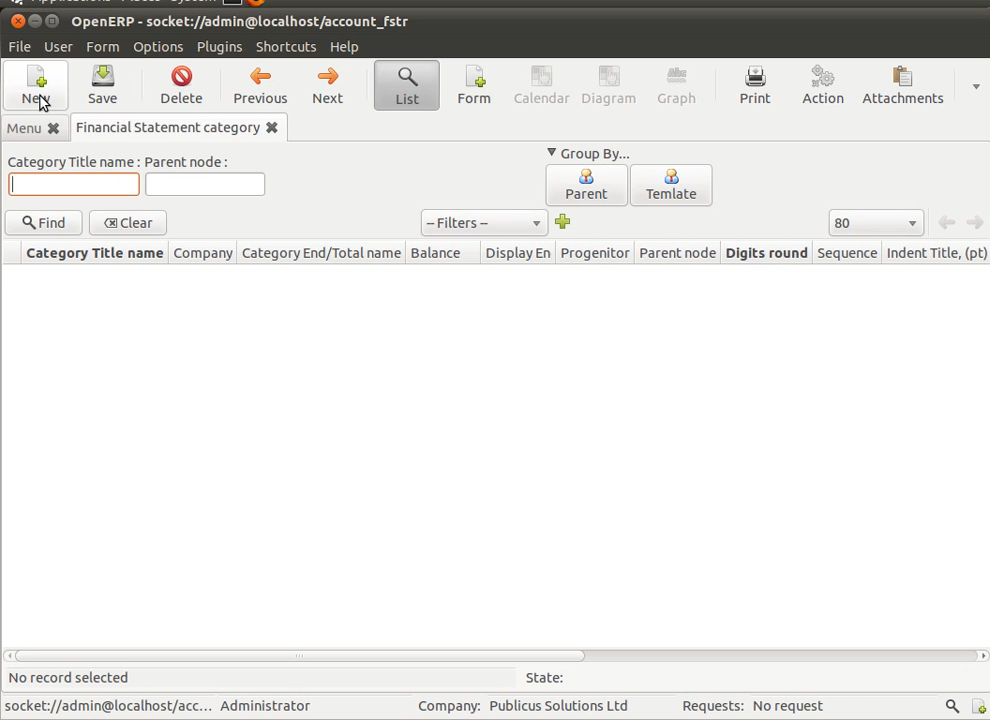 OpenERP - socket://admin@localhost/account_fstr
File User Form Options Plugins Shortcuts Help
New Save Delete Previous Next List Form Calendar Diagram Graph Print Action Attachments
Menu Financial Statement category
Category Title name : Parent node : Group By...
Parent Temlate
Find Clear -- Filters -- 80
Category Title name Company Category End/Total name Balance Display En Progenitor Parent node Digits round Sequence Indent Title, (pt)
No record selected State:
socket://admin@localhost/acc... Administrator Company: Publicus Solutions Ltd Requests: No request